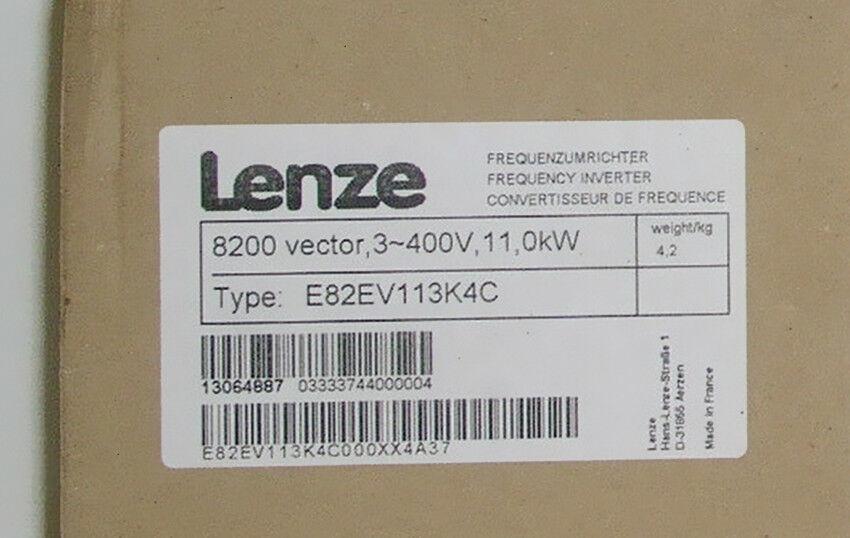 Lenze
FREQUENZUMRICHTER
FREQUENCY INVERTER
CONVERTISSEUR DE FREQUENCE
8200 vector,3~400V,11,0kW
weight/kg
4,2
Type: E82EV113K4C
13064887 03333744000004
E82EV113K4C000XX4A37
Lenze
Hans-Lenze-Straße 1
D-31855 Aerzen
Made in France